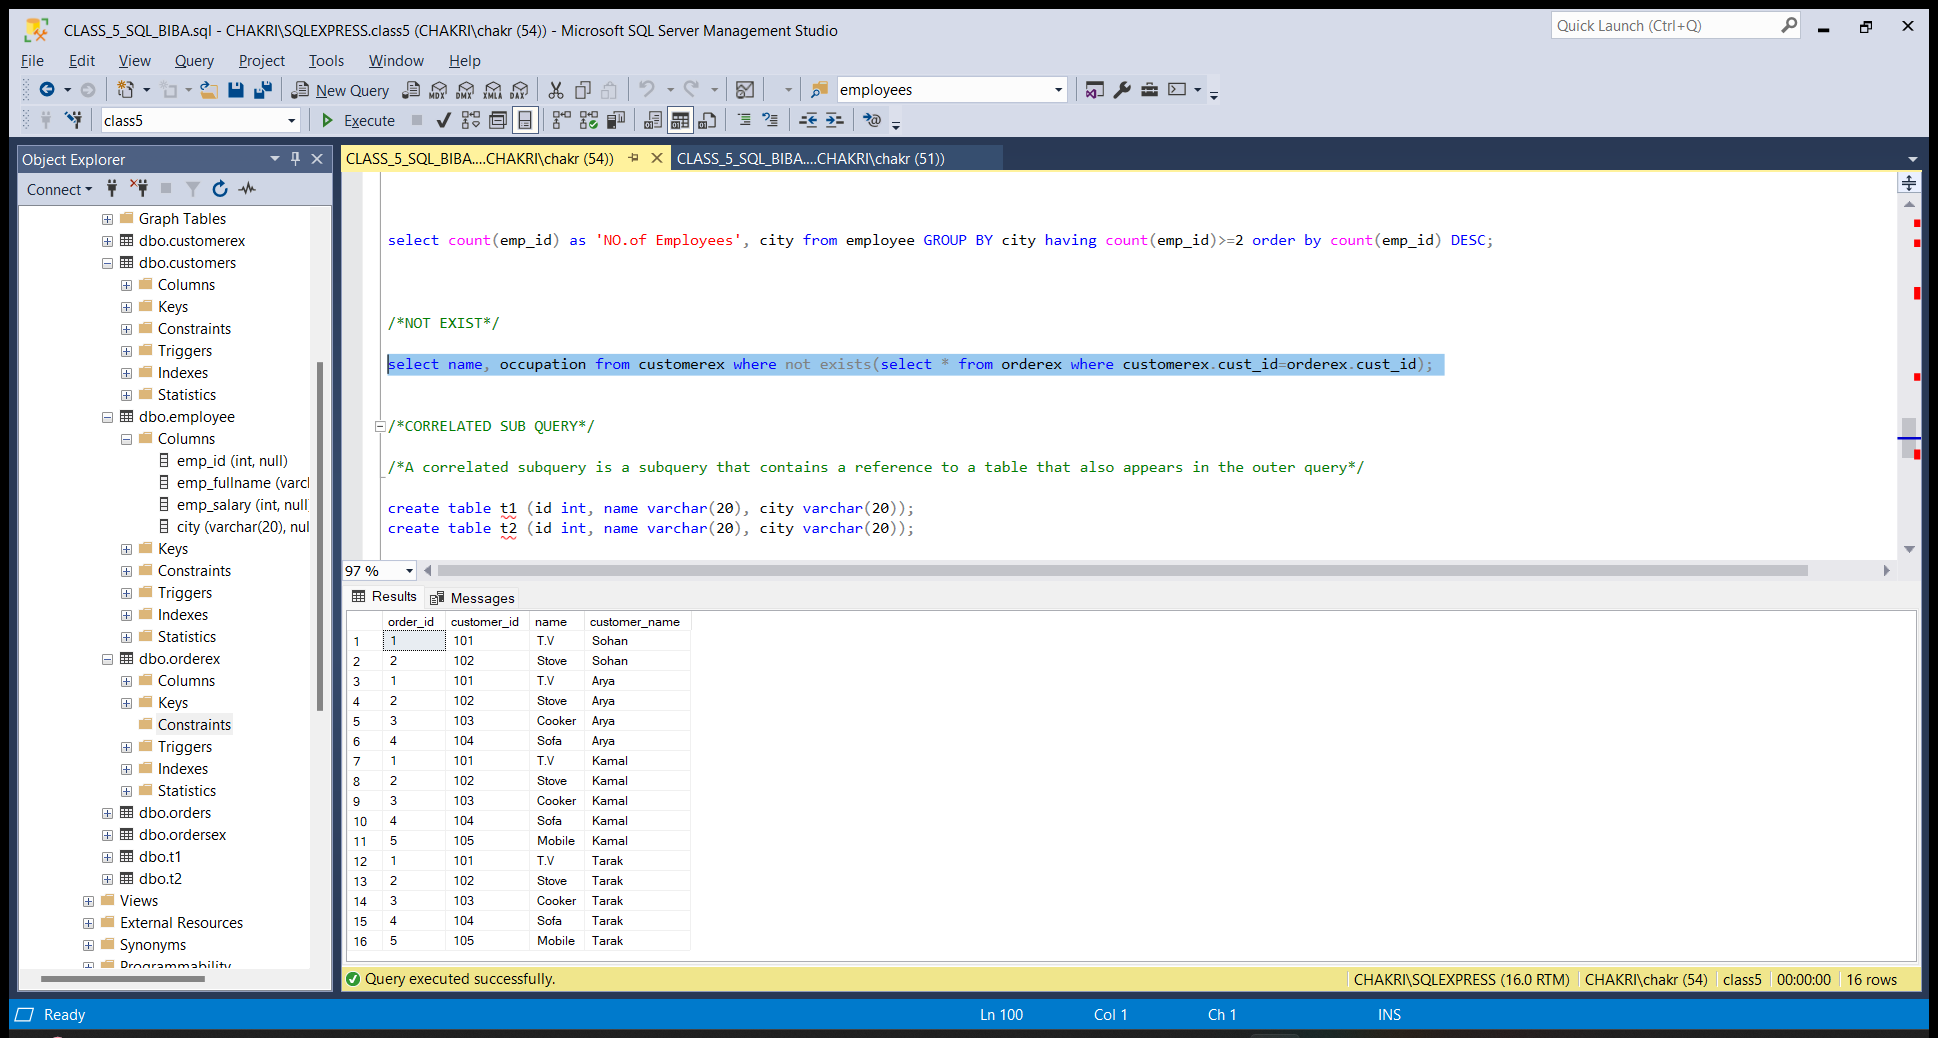 CLASS_5_SQL_BIBA.sql - CHAKRI\SQLEXPRESS.class5 (CHAKRI\chakr (54)) - Microsoft SQL Server Management Studio
Quick Launch (Ctrl+Q)
File Edit View Query Project Tools Window Help
New Query MDX DMX XMLA DAX employees
class5 Execute
Object Explorer
Connect
Graph Tables
dbo.customerex
dbo.customers
Columns
Keys
Constraints
Triggers
Indexes
Statistics
dbo.employee
Columns
emp_id (int, null)
emp_fullname (varcl
emp_salary (int, null
city (varchar(20), nul
Keys
Constraints
Triggers
Indexes
Statistics
dbo.orderex
Columns
Keys
Constraints
Triggers
Indexes
Statistics
dbo.orders
dbo.ordersex
dbo.t1
dbo.t2
Views
External Resources
Synonyms
Programmability
CLASS_5_SQL_BIBA....CHAKRI\chakr (54)) CLASS_5_SQL_BIBA....CHAKRI\chakr (51))
select count(emp_id) as 'NO.of Employees', city from employee GROUP BY city having count(emp_id)>=2 order by count(emp_id) DESC;
/*NOT EXIST*/
select name, occupation from customerex where not exists(select * from orderex where customerex.cust_id=orderex.cust_id);
/*CORRELATED SUB QUERY*/
/*A correlated subquery is a subquery that contains a reference to a table that also appears in the outer query*/
create table t1 (id int, name varchar(20), city varchar(20));
create table t2 (id int, name varchar(20), city varchar(20));
97 %
Results Messages
order_id customer_id name customer_name
1 1 101 T.V Sohan
2 2 102 Stove Sohan
3 1 101 T.V Arya
4 2 102 Stove Arya
5 3 103 Cooker Arya
6 4 104 Sofa Arya
7 1 101 T.V Kamal
8 2 102 Stove Kamal
9 3 103 Cooker Kamal
10 4 104 Sofa Kamal
11 5 105 Mobile Kamal
12 1 101 T.V Tarak
13 2 102 Stove Tarak
14 3 103 Cooker Tarak
15 4 104 Sofa Tarak
16 5 105 Mobile Tarak
Query executed successfully. CHAKRI\SQLEXPRESS (16.0 RTM) CHAKRI\chakr (54) class5 00:00:00 16 rows
Ready Ln 100 Col 1 Ch 1 INS